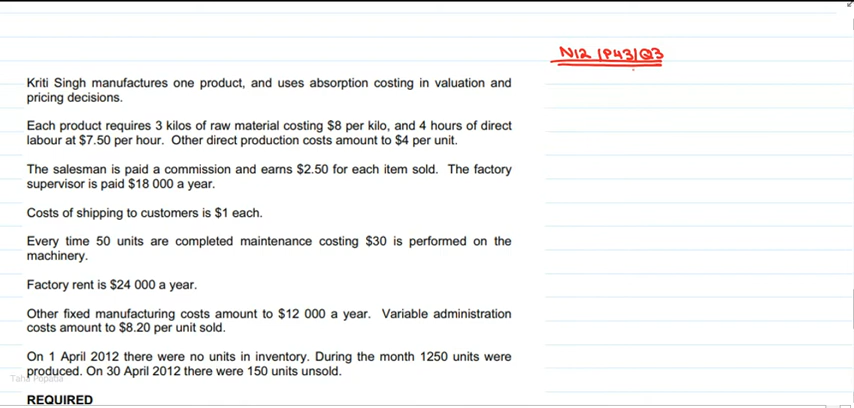 N12 / P43 / Q3
Kriti Singh manufactures one product, and uses absorption costing in valuation and
pricing decisions.
Each product requires 3 kilos of raw material costing $8 per kilo, and 4 hours of direct
labour at $7.50 per hour. Other direct production costs amount to $4 per unit.
The salesman is paid a commission and earns $2.50 for each item sold. The factory
supervisor is paid $18 000 a year.
Costs of shipping to customers is $1 each.
Every time 50 units are completed maintenance costing $30 is performed on the
machinery.
Factory rent is $24 000 a year.
Other fixed manufacturing costs amount to $12 000 a year. Variable administration
costs amount to $8.20 per unit sold.
On 1 April 2012 there were no units in inventory. During the month 1250 units were
produced. On 30 April 2012 there were 150 units unsold.
Taha Popatia
REQUIRED